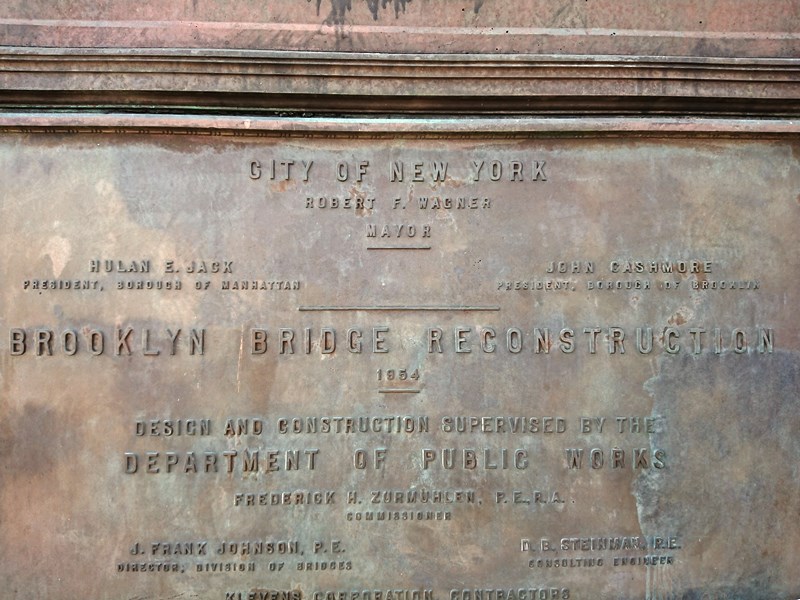 CITY OF NEW YORK
ROBERT F. WAGNER
MAYOR
HULAN E. JACK
PRESIDENT, BOROUGH OF MANHATTAN
JOHN CASHMORE
PRESIDENT, BOROUGH OF BROOKLYN
BROOKLYN BRIDGE RECONSTRUCTION
1954
DESIGN AND CONSTRUCTION SUPERVISED BY THE
DEPARTMENT OF PUBLIC WORKS
FREDERICK H. ZURMUHLEN, P.E., R.A.
COMMISSIONER
J. FRANK JOHNSON, P.E.
DIRECTOR, DIVISION OF BRIDGES
D. B. STEINMAN, P.E.
CONSULTING ENGINEER
KLEVENS CORPORATION, CONTRACTORS